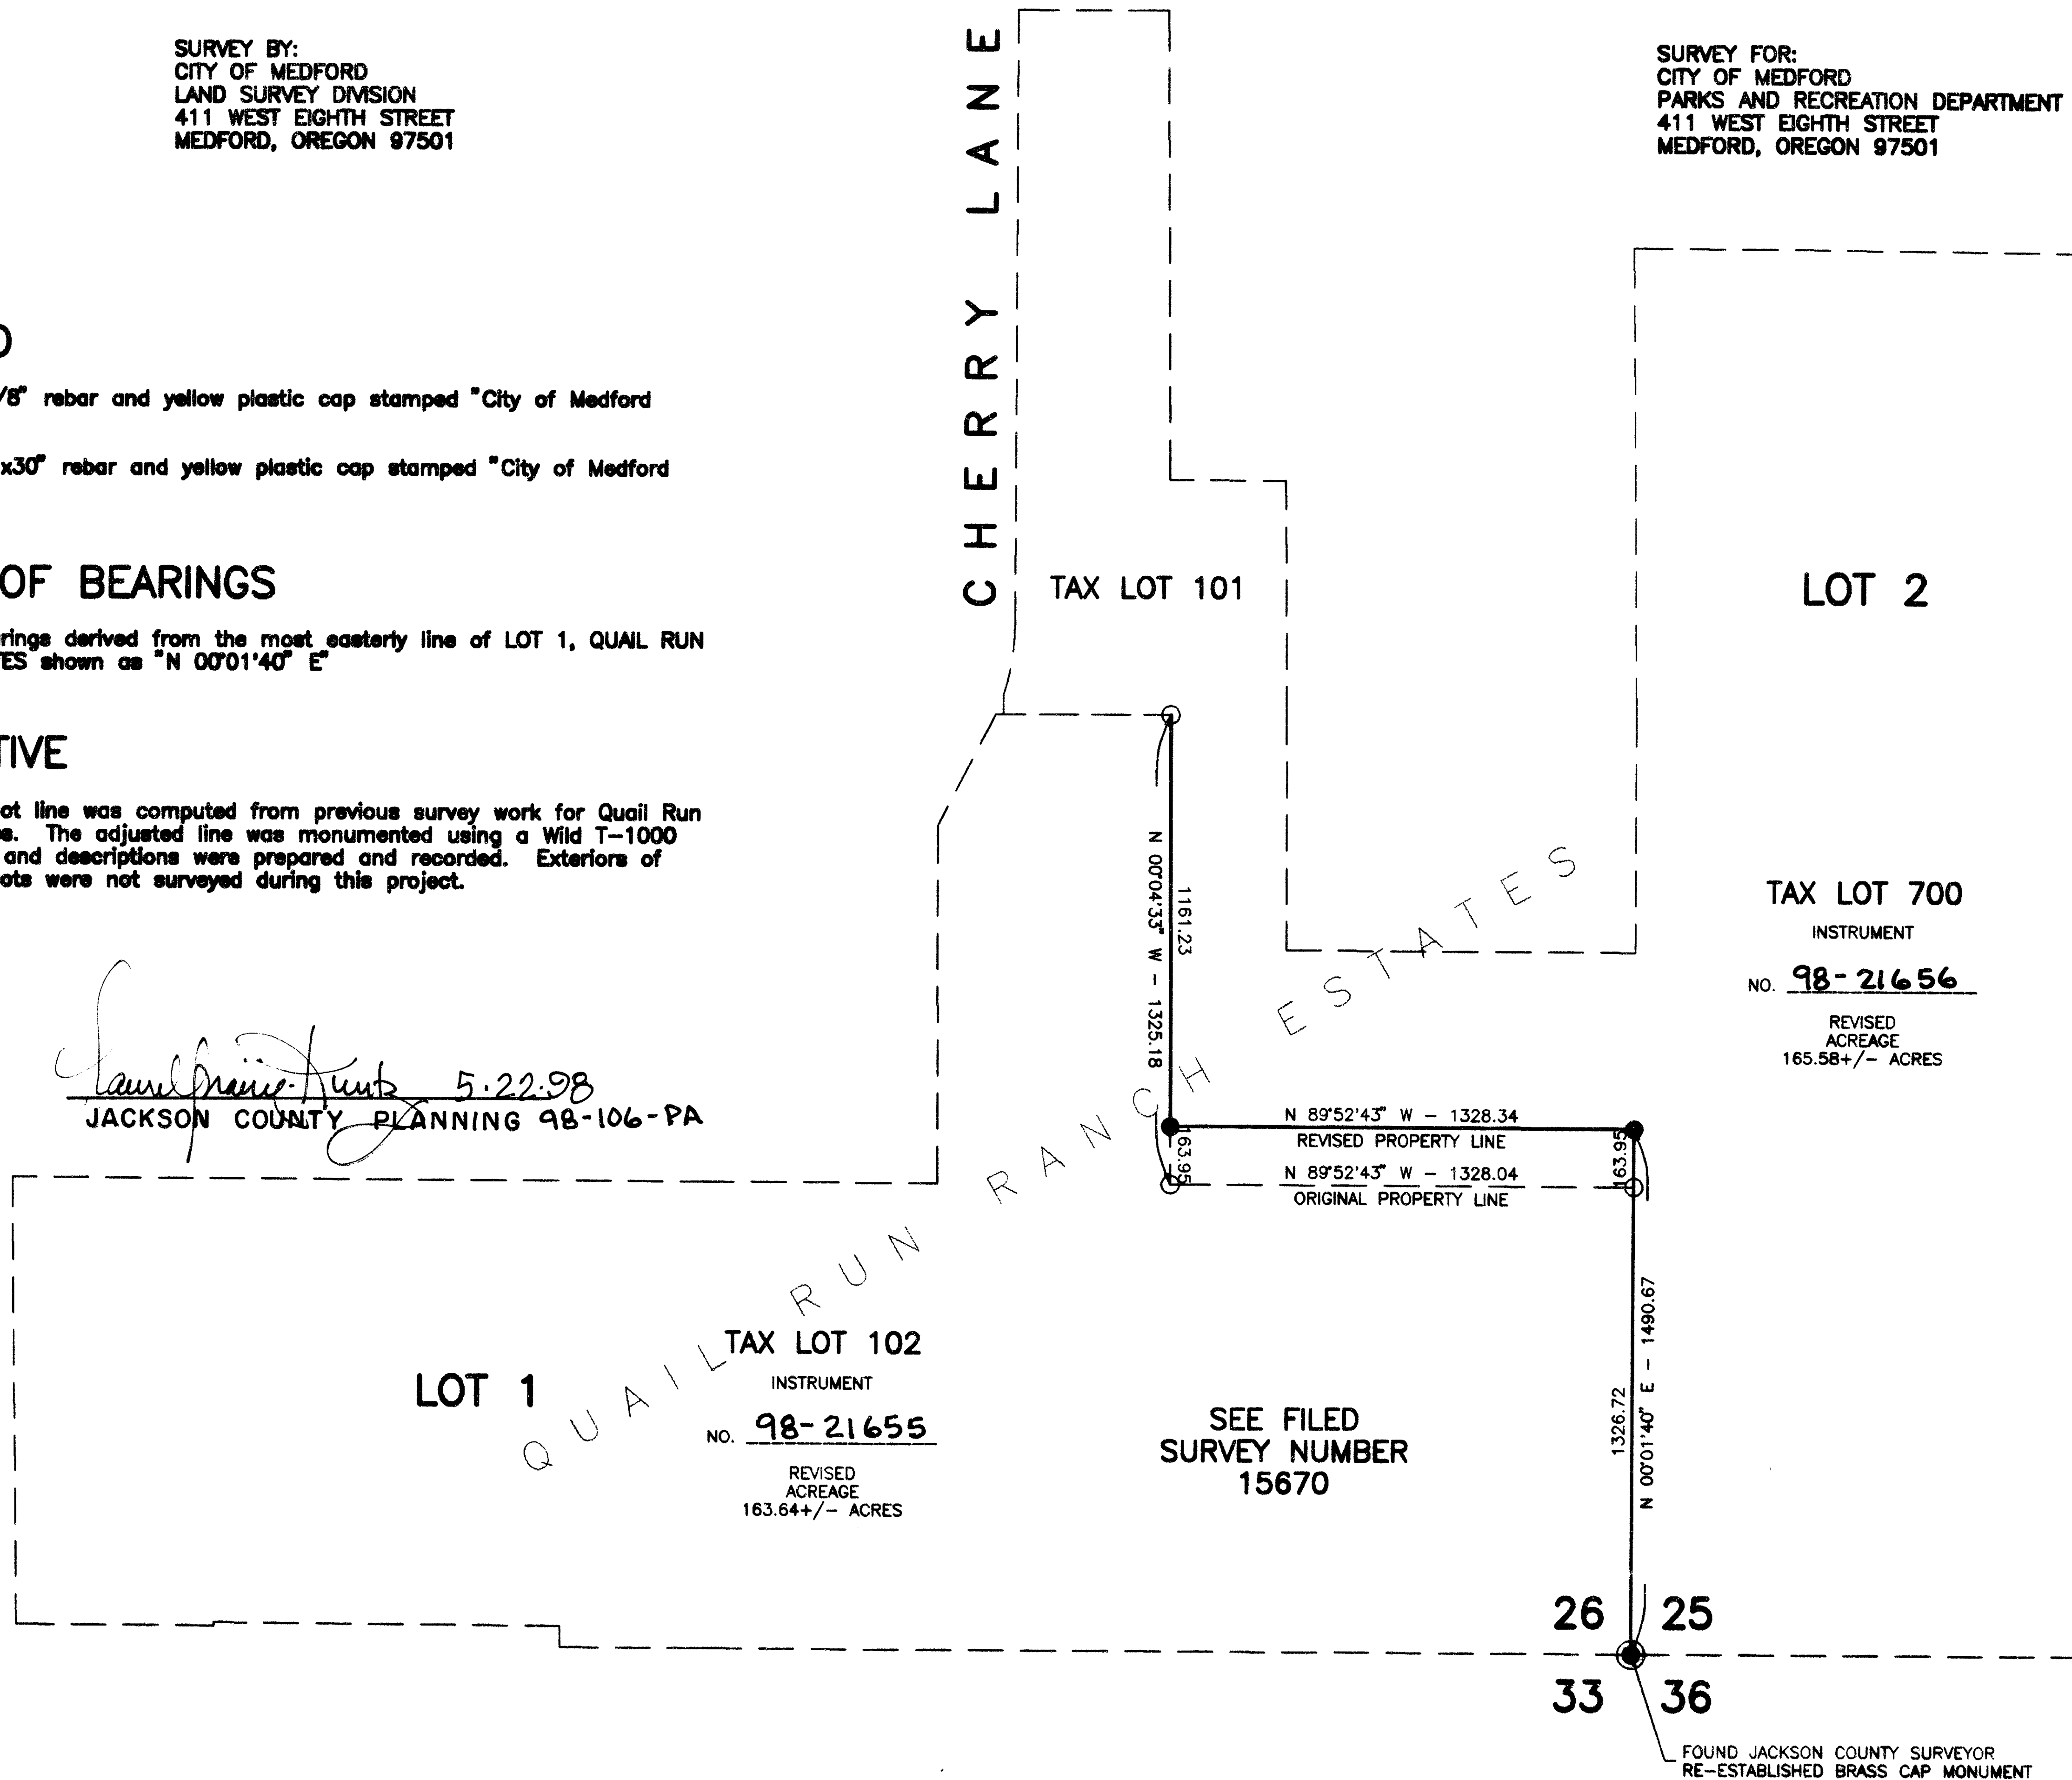 SURVEY BY:
CITY OF MEDFORD
LAND SURVEY DIVISION
411 WEST EIGHTH STREET
MEDFORD, OREGON 97501
SURVEY FOR:
CITY OF MEDFORD
PARKS AND RECREATION DEPARTMENT
411 WEST EIGHTH STREET
MEDFORD, OREGON 97501
CHERRY LANE
/8" rebar and yellow plastic cap stamped "City of Medford
x30" rebar and yellow plastic cap stamped "City of Medford
OF BEARINGS
rings derived from the most easterly line of LOT 1, QUAIL RUN
ES shown as "N 00°01'40" E"
TIVE
ot line was computed from previous survey work for Quail Run
s. The adjusted line was monumented using a Wild T-1000
and descriptions were prepared and recorded. Exteriors of
ots were not surveyed during this project.
5.22.98
JACKSON COUNTY PLANNING 98-106-PA
TAX LOT 101
LOT 2
TAX LOT 700
INSTRUMENT
NO. 98-21656
REVISED
ACREAGE
165.58+/- ACRES
1161.23
N 00°04'33" W - 1325.18
QUAIL RUN RANCH ESTATES
N 89°52'43" W - 1328.34
REVISED PROPERTY LINE
163.95
163.95
N 89°52'43" W - 1328.04
ORIGINAL PROPERTY LINE
LOT 1
TAX LOT 102
INSTRUMENT
NO. 98-21655
REVISED
ACREAGE
163.64+/- ACRES
SEE FILED
SURVEY NUMBER
15670
1326.72
N 00°01'40" E - 1490.67
26 25
33 36
FOUND JACKSON COUNTY SURVEYOR
RE-ESTABLISHED BRASS CAP MONUMENT